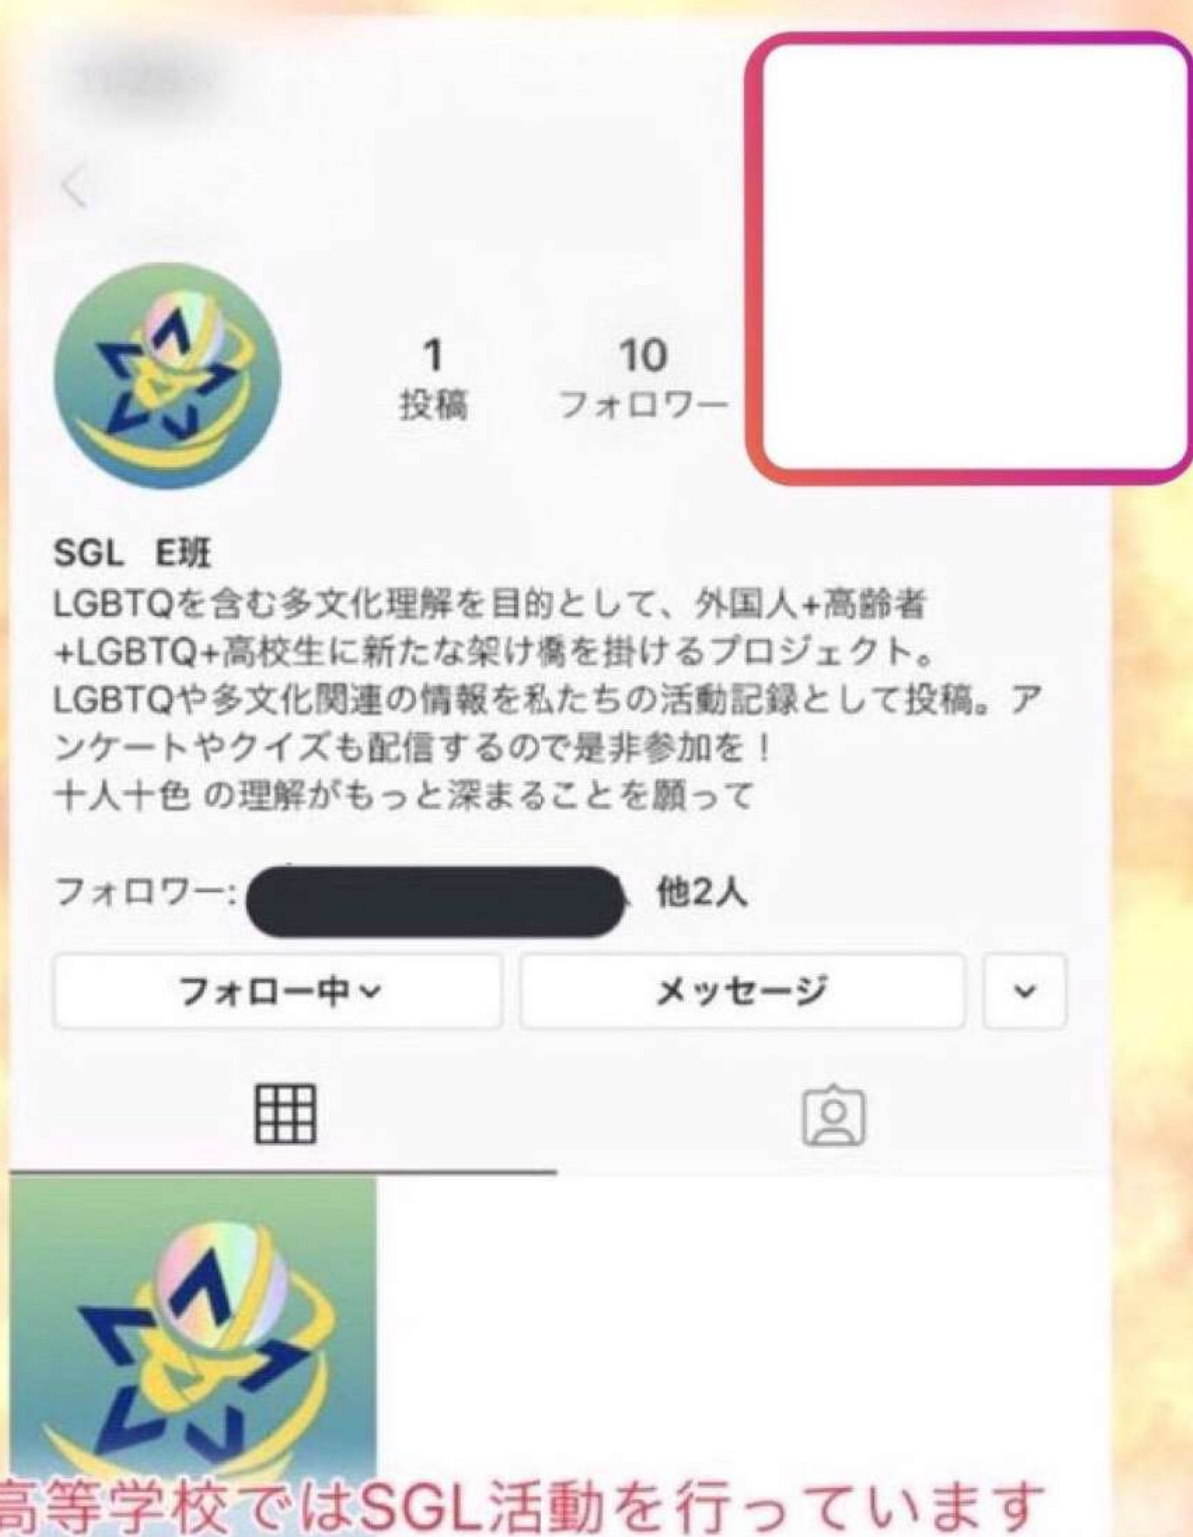 1
10
投稿
フォロワー
SGL E班
LGBTQを含む多文化理解を目的として、外国人+高齢者
+LGBTQ+高校生に新たな架け橋を掛けるプロジェクト。
LGBTQや多文化関連の情報を私たちの活動記録として投稿。ア
ンケートやクイズも配信するので是非参加を！
十人十色 の理解がもっと深まることを願って
フォロワー: 、他2人
フォロー中
メッセージ
高等学校ではSGL活動を行っています